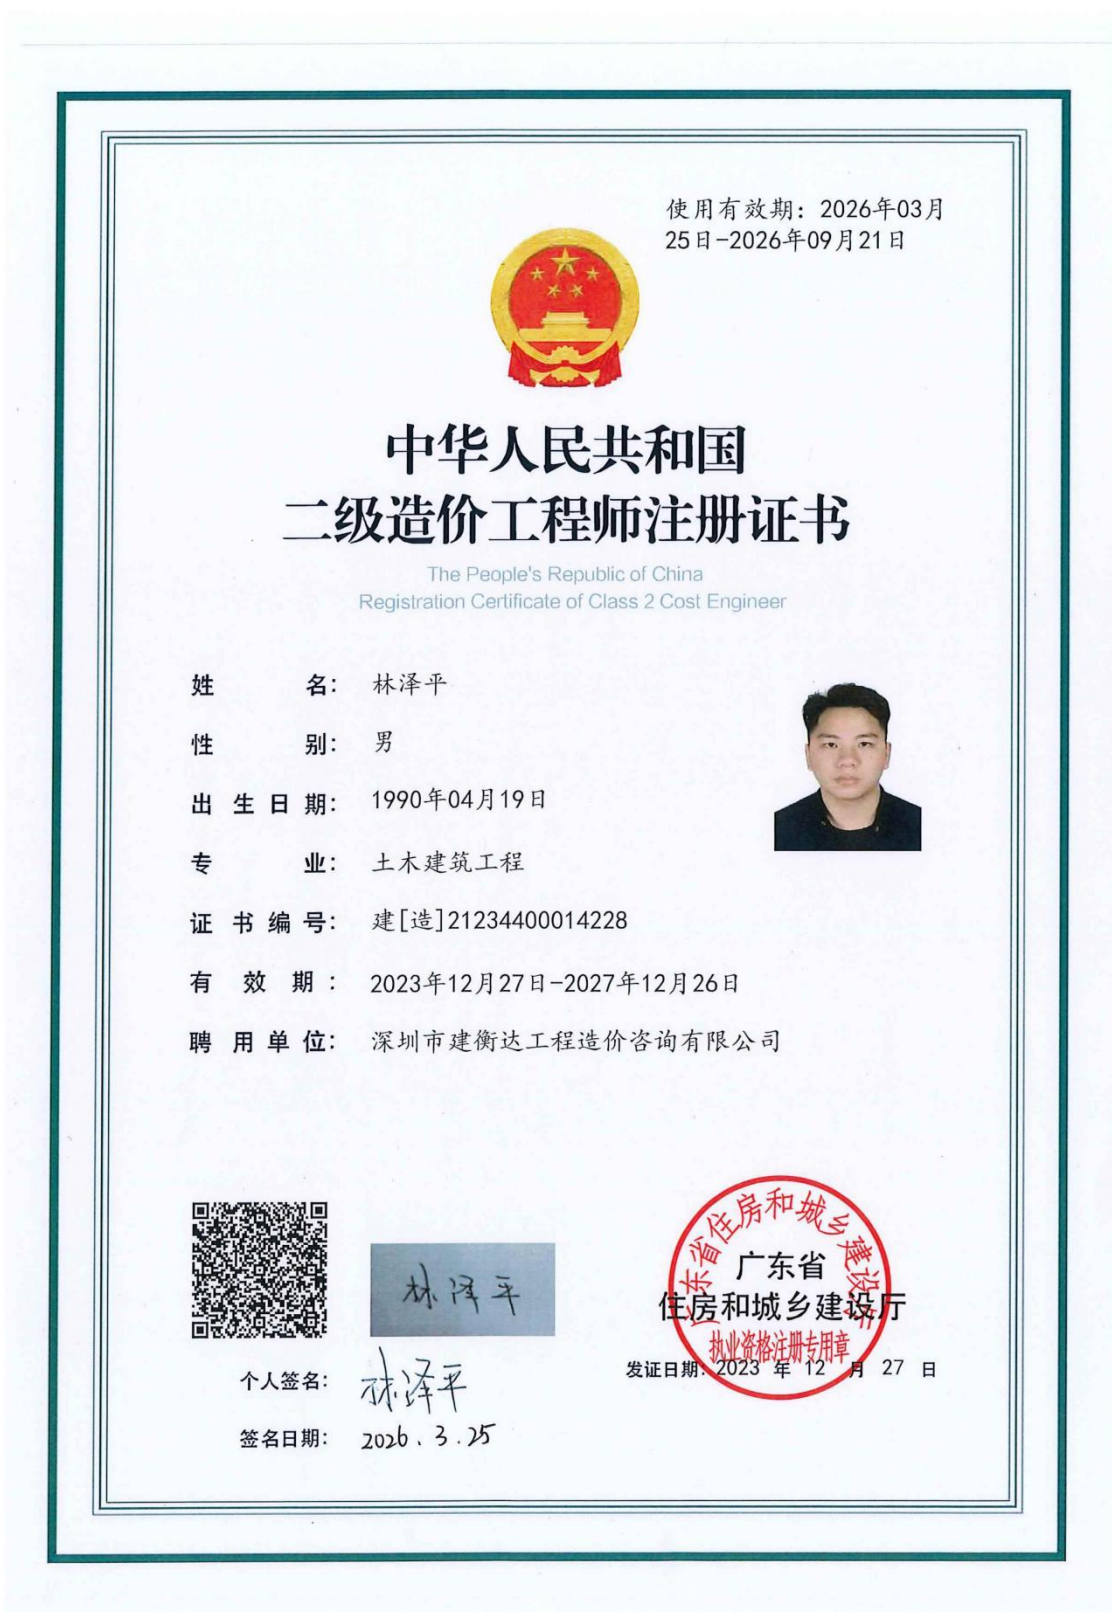 使用有效期：2026年03月
25日-2026年09月21日
中华人民共和国
二级造价工程师注册证书
The People's Republic of China
Registration Certificate of Class 2 Cost Engineer
姓 名： 林泽平
性 别： 男
出生日期： 1990年04月19日
专 业： 土木建筑工程
证书编号： 建[造]21234400014228
有 效 期： 2023年12月27日-2027年12月26日
聘用单位： 深圳市建衡达工程造价咨询有限公司
林泽平
个人签名： 林泽平
签名日期： 2026.3.25
广东省住房和城乡建设厅
广东省
住房和城乡建设厅
执业资格注册专用章
发证日期：2023 年 12 月 27 日